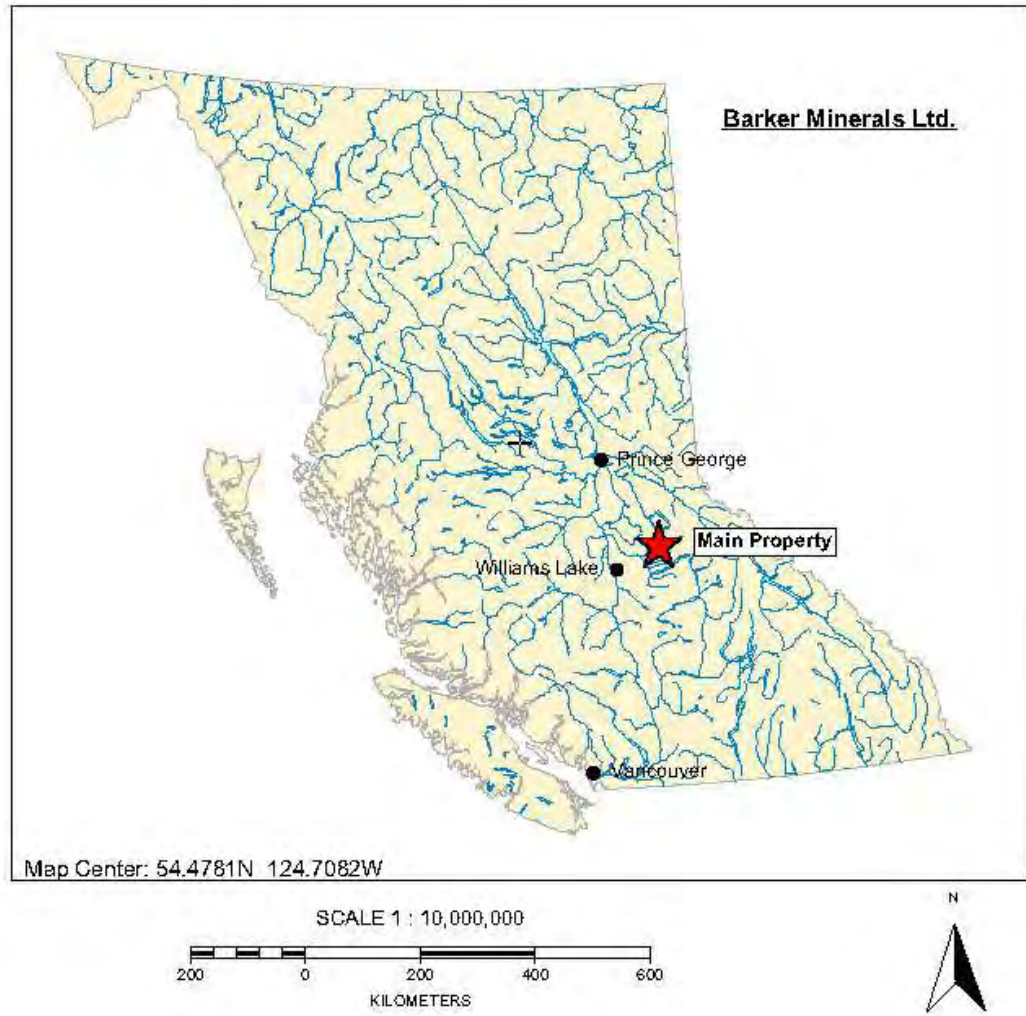 Barker Minerals Ltd.
Prince George
Main Property
Williams Lake
Vancouver
Map Center: 54.4781N 124.7082W
N
SCALE 1 : 10,000,000
200 0 200 400 600
KILOMETERS